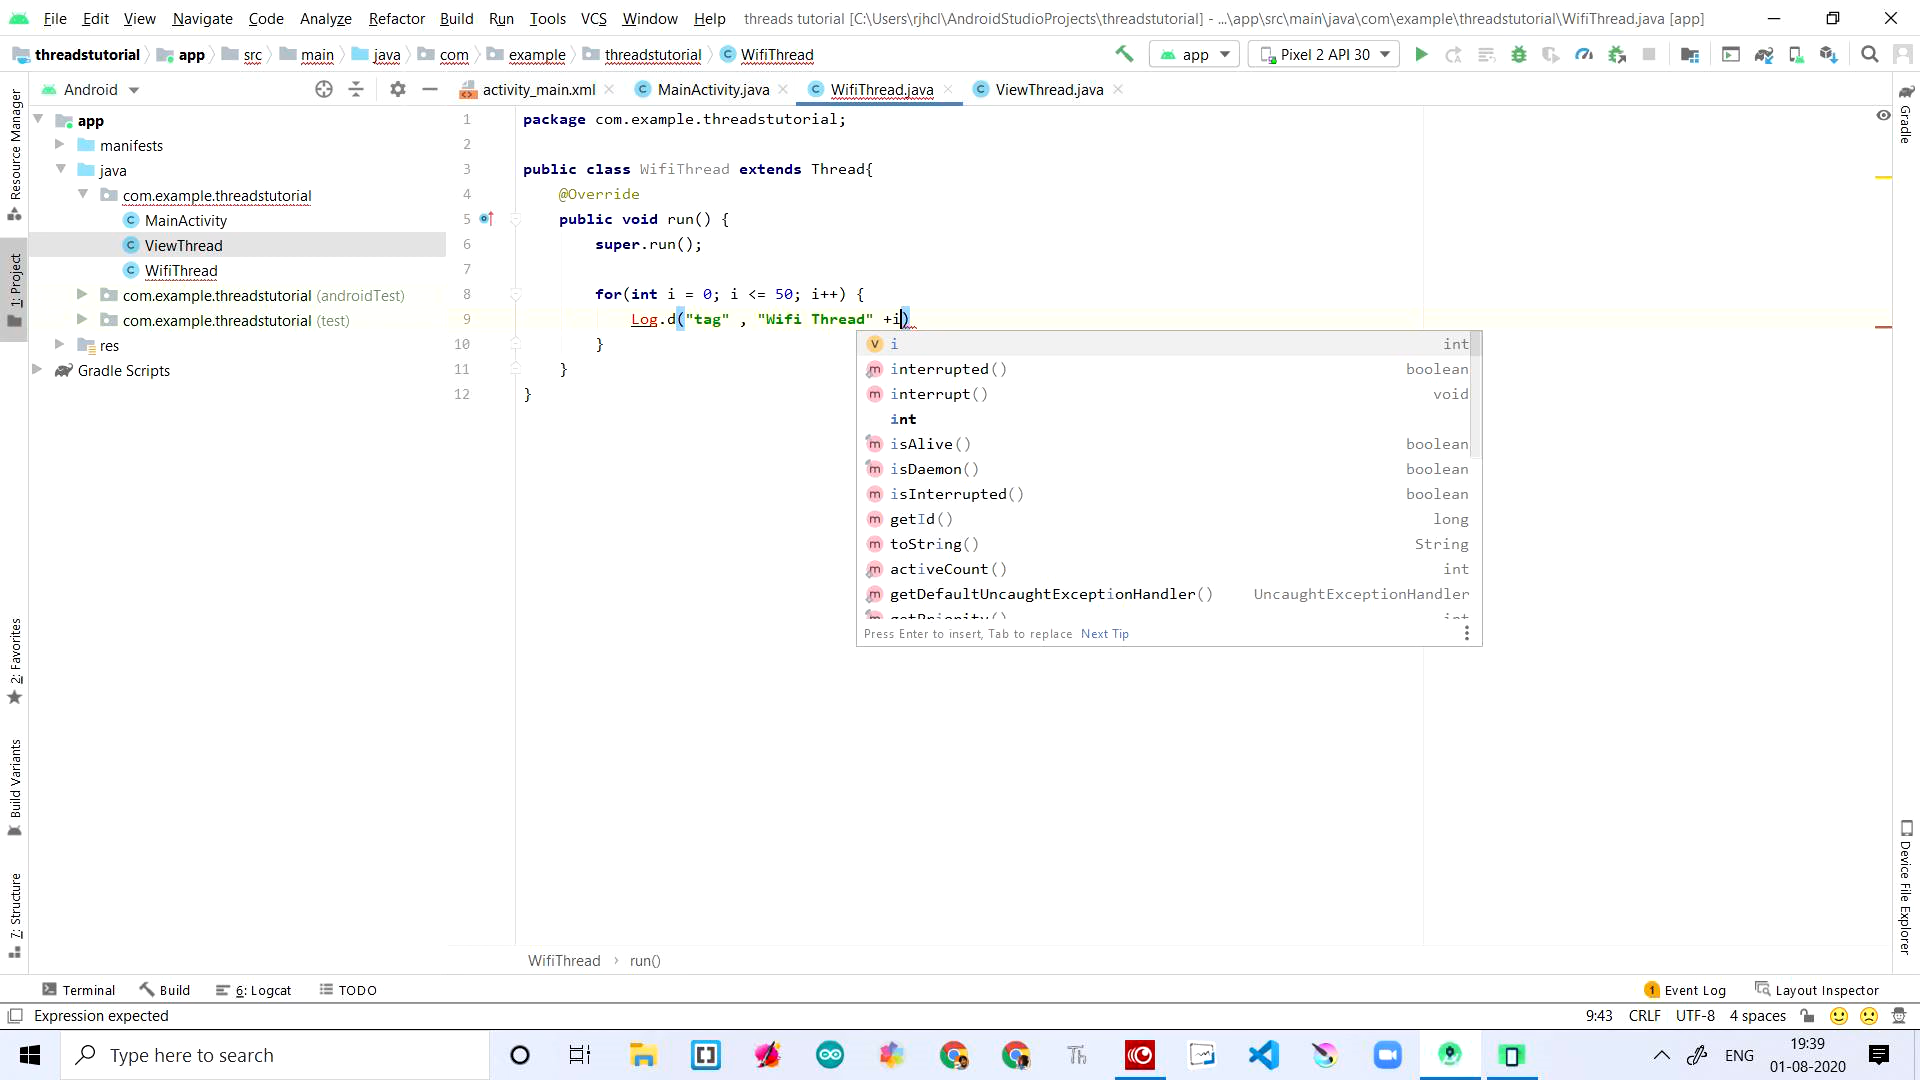 File Edit View Navigate Code Analyze Refactor Build Run Tools VCS Window Help threads tutorial [C:\Users\rjhcl\AndroidStudioProjects\threadstutorial] - ...\app\src\main\java\com\example\threadstutorial\WifiThread.java [app]
threadstutorial app src main java com example threadstutorial WifiThread app Pixel 2 API 30
Android activity_main.xml MainActivity.java WifiThread.java ViewThread.java
Resource Manager
1: Project
2: Favorites
Build Variants
7: Structure
app
manifests
java
com.example.threadstutorial
MainActivity
ViewThread
WifiThread
com.example.threadstutorial (androidTest)
com.example.threadstutorial (test)
res
Gradle Scripts
1 package com.example.threadstutorial;
2
3 public class WifiThread extends Thread{
4 @Override
5 public void run() {
6 super.run();
7
8 for(int i = 0; i <= 50; i++) {
9 Log.d("tag" , "Wifi Thread" +i)
10 }
11 }
12 }
i int
interrupted() boolean
interrupt() void
int
isAlive() boolean
isDaemon() boolean
isInterrupted() boolean
getId() long
toString() String
activeCount() int
getDefaultUncaughtExceptionHandler() UncaughtExceptionHandler
getPriority() int
Press Enter to insert, Tab to replace Next Tip
Gradle
Device File Explorer
WifiThread run()
Terminal Build 6: Logcat TODO 1 Event Log Layout Inspector
Expression expected 9:43 CRLF UTF-8 4 spaces
Type here to search Th ENG 19:39
01-08-2020